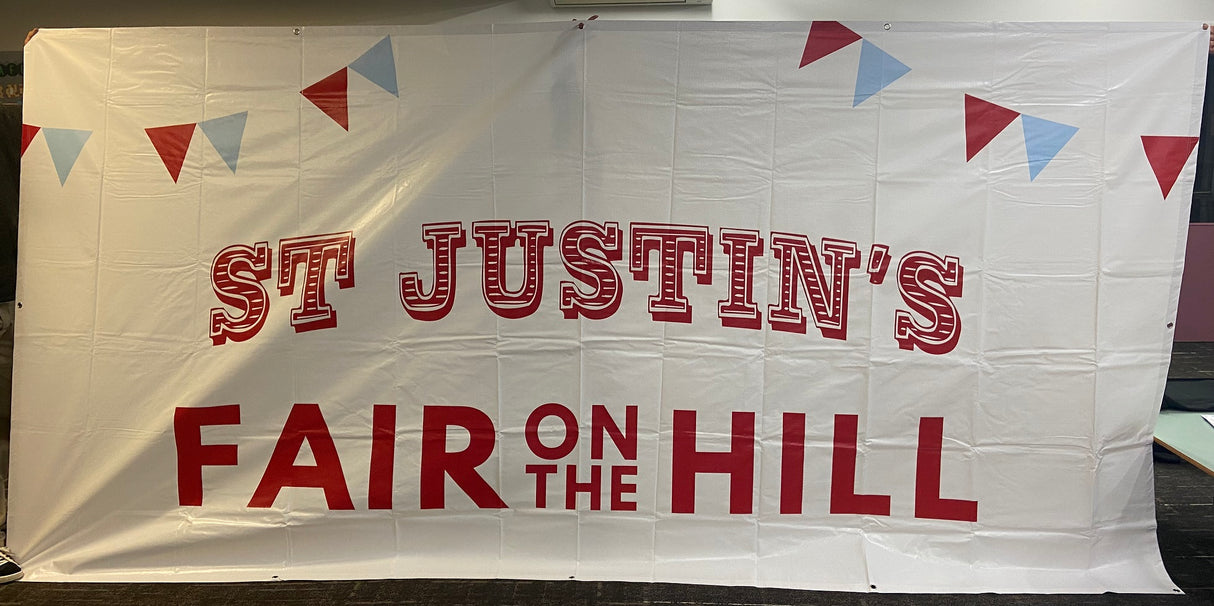 ST JUSTIN'S
FAIR ON THE HILL